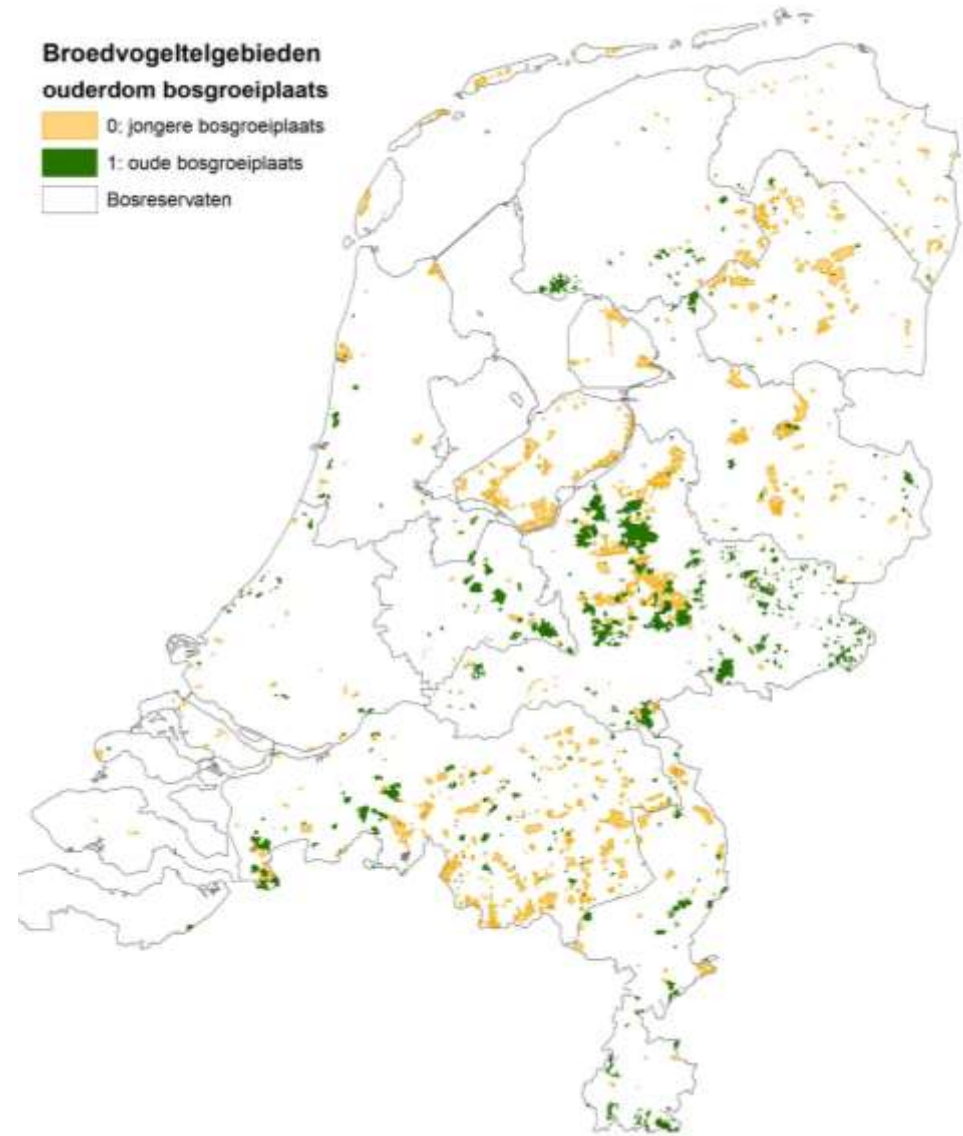 Broedvogeltelgebieden
ouderdom bosgroeiplaats
0: jongere bosgroeiplaats
1: oude bosgroeiplaats
Bosreservaten